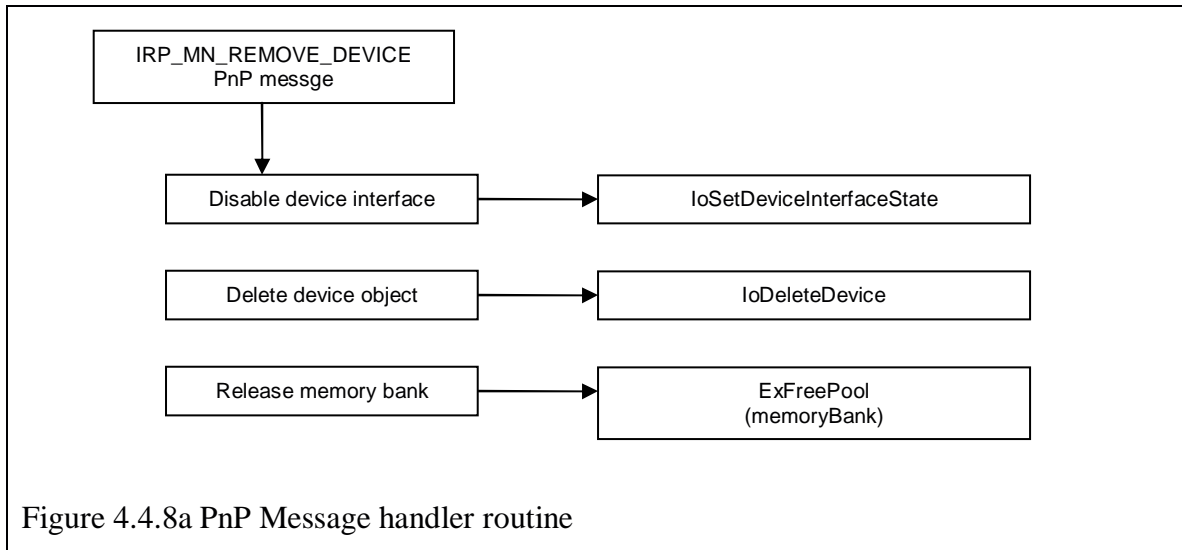 IRP_MN_REMOVE_DEVICE
PnP messge
Disable device interface
IoSetDeviceInterfaceState
Delete device object
IoDeleteDevice
Release memory bank
ExFreePool
(memoryBank)
Figure 4.4.8a PnP Message handler routine